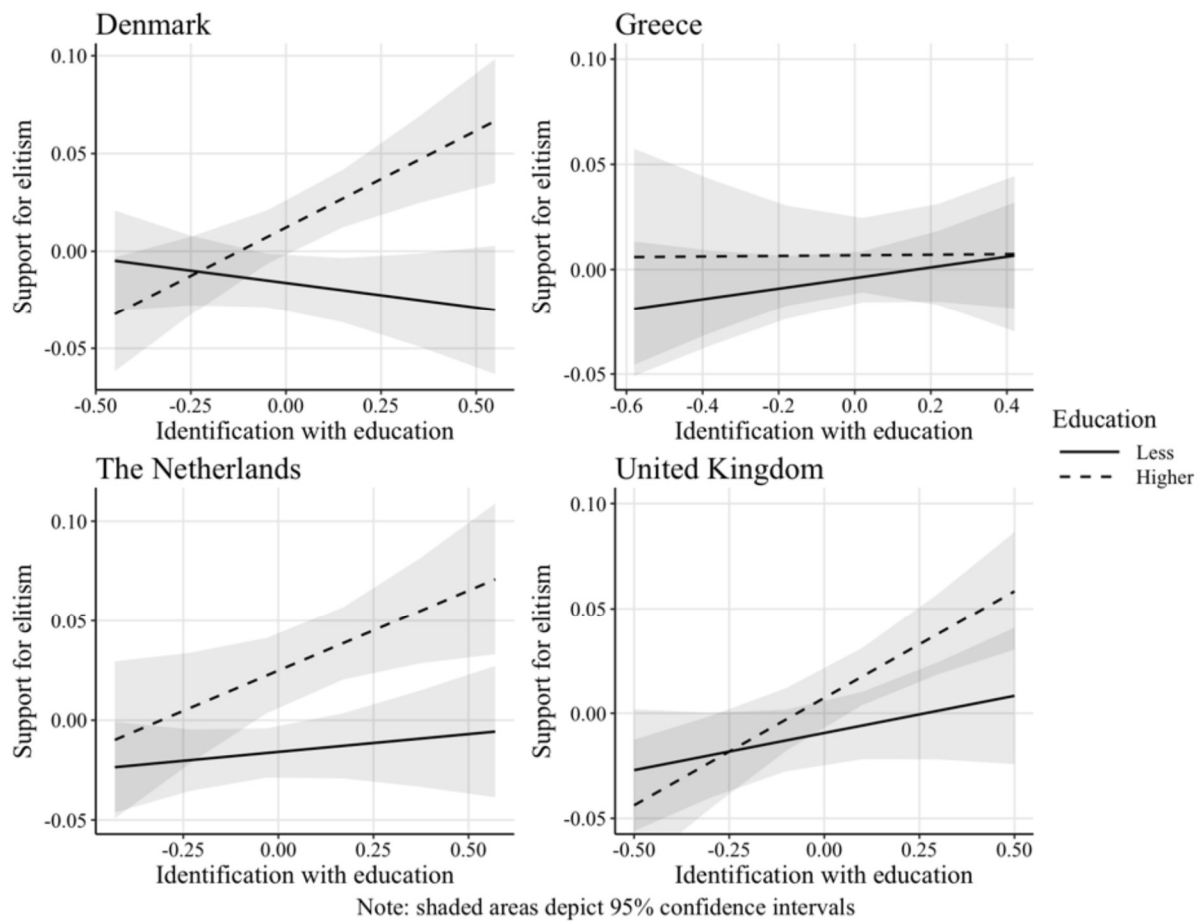 Denmark
Support for elitism
0.10
0.05
0.00
-0.05
-0.50 -0.25 0.00 0.25 0.50
Identification with education
Greece
Support for elitism
0.10
0.05
0.00
-0.05
-0.6 -0.4 -0.2 0.0 0.2 0.4
Identification with education
Education
Less
Higher
The Netherlands
Support for elitism
0.10
0.05
0.00
-0.05
-0.25 0.00 0.25 0.50
Identification with education
United Kingdom
Support for elitism
0.10
0.05
0.00
-0.05
-0.50 -0.25 0.00 0.25 0.50
Identification with education
Note: shaded areas depict 95% confidence intervals